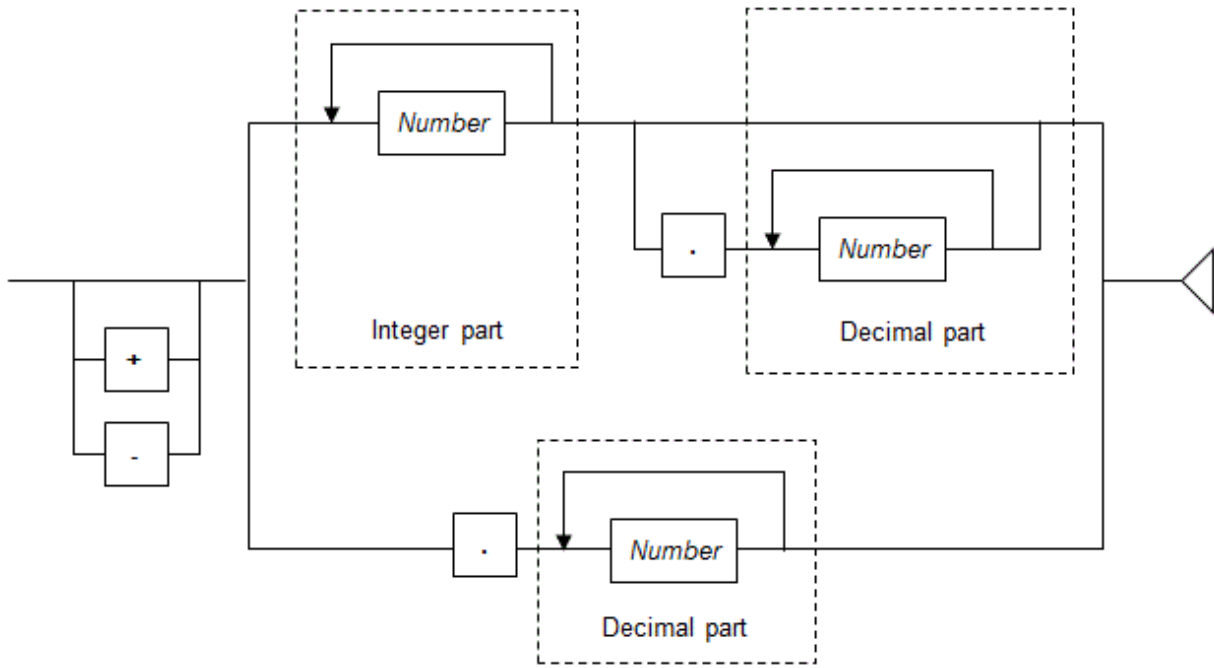 Number
.
Number
Integer part
Decimal part
+
-
.
Number
Decimal part